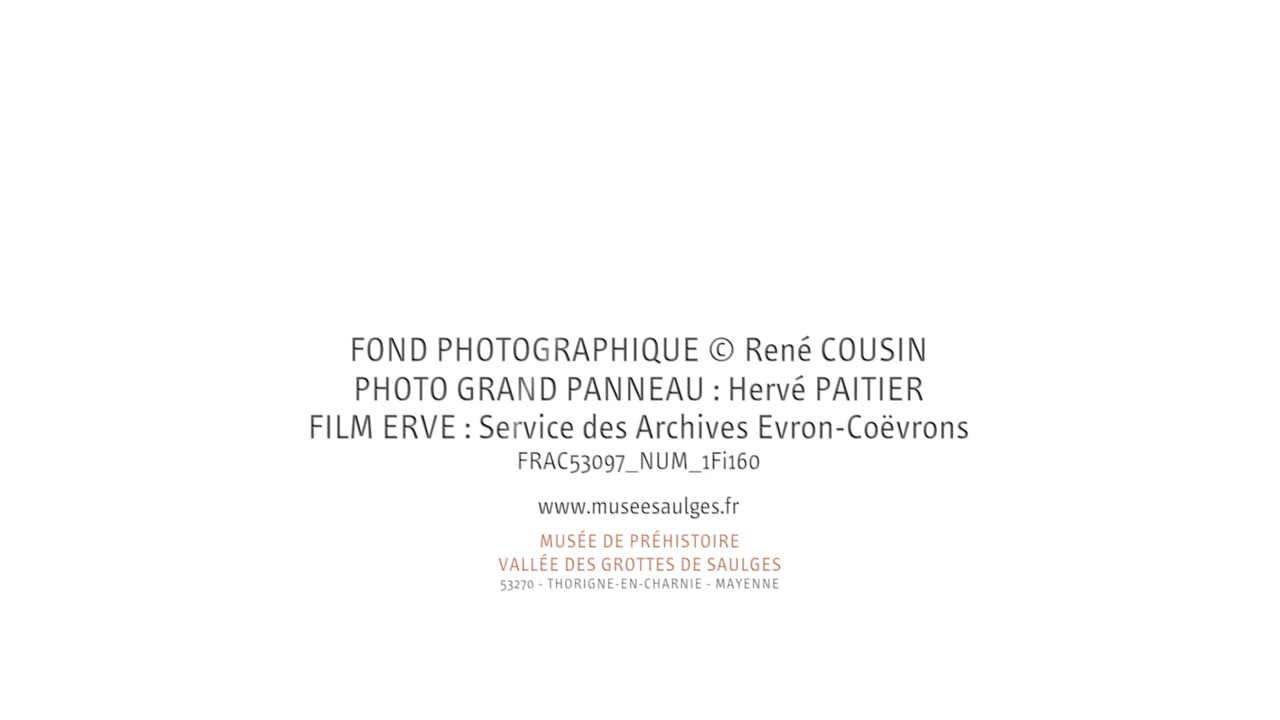 FOND PHOTOGRAPHIQUE © René COUSIN
PHOTO GRAND PANNEAU : Hervé PAITIER
FILM ERVE : Service des Archives Evron-Coëvrons
FRAC53097_NUM_1Fi160
www.museesaulges.fr
MUSÉE DE PRÉHISTOIRE
VALLÉE DES GROTTES DE SAULGES
53270 - THORIGNE-EN-CHARNIE - MAYENNE